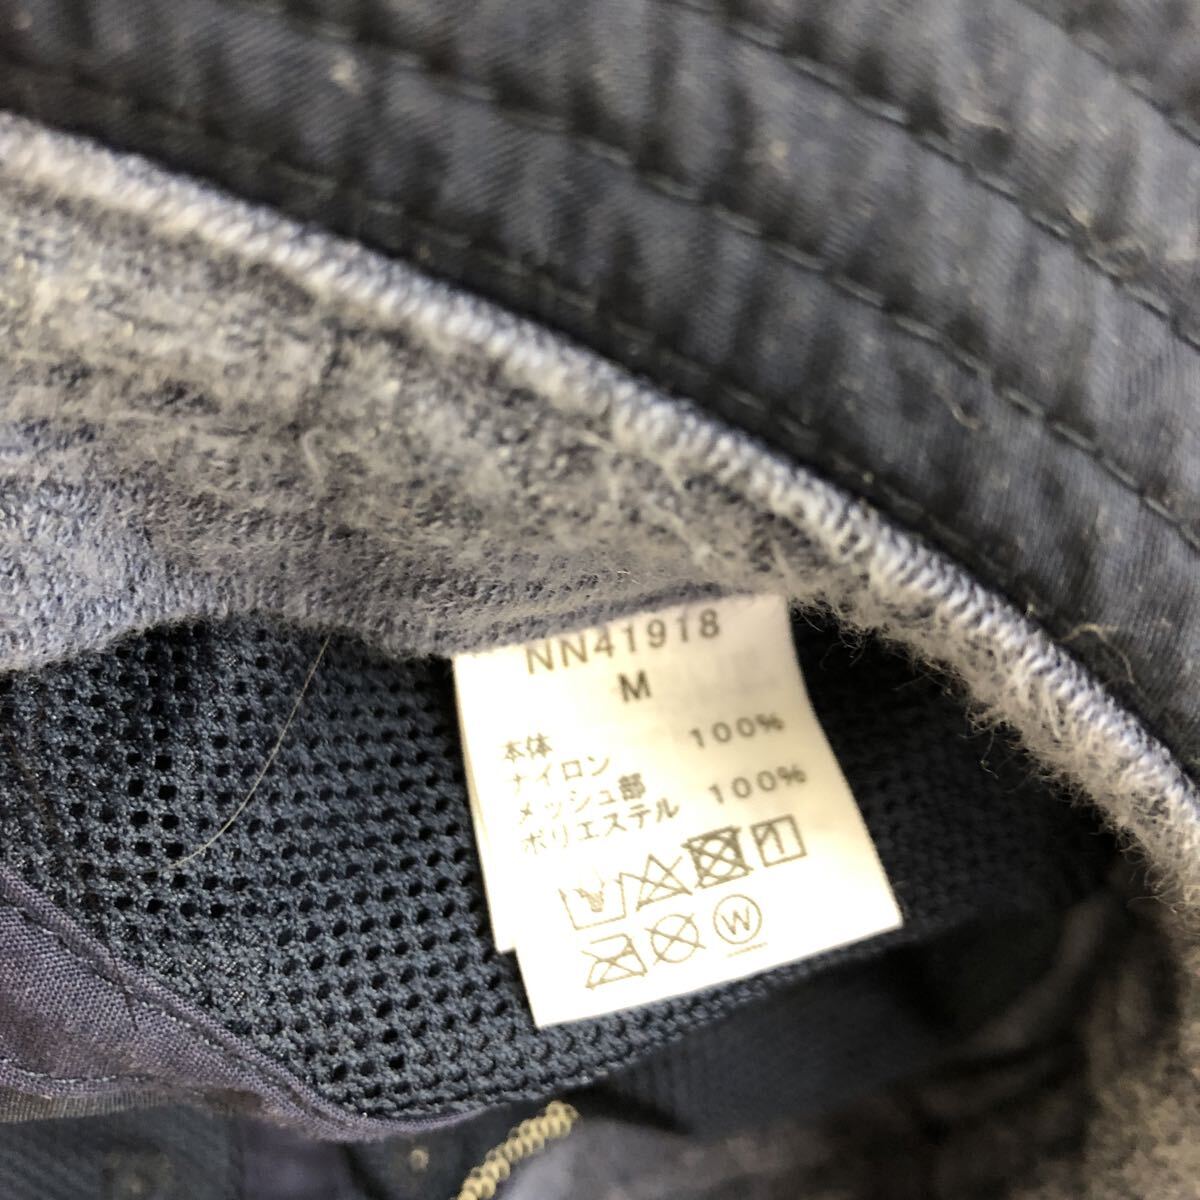 NN41918
M
本体
ナイロン 100%
メッシュ部
ポリエステル 100%
W